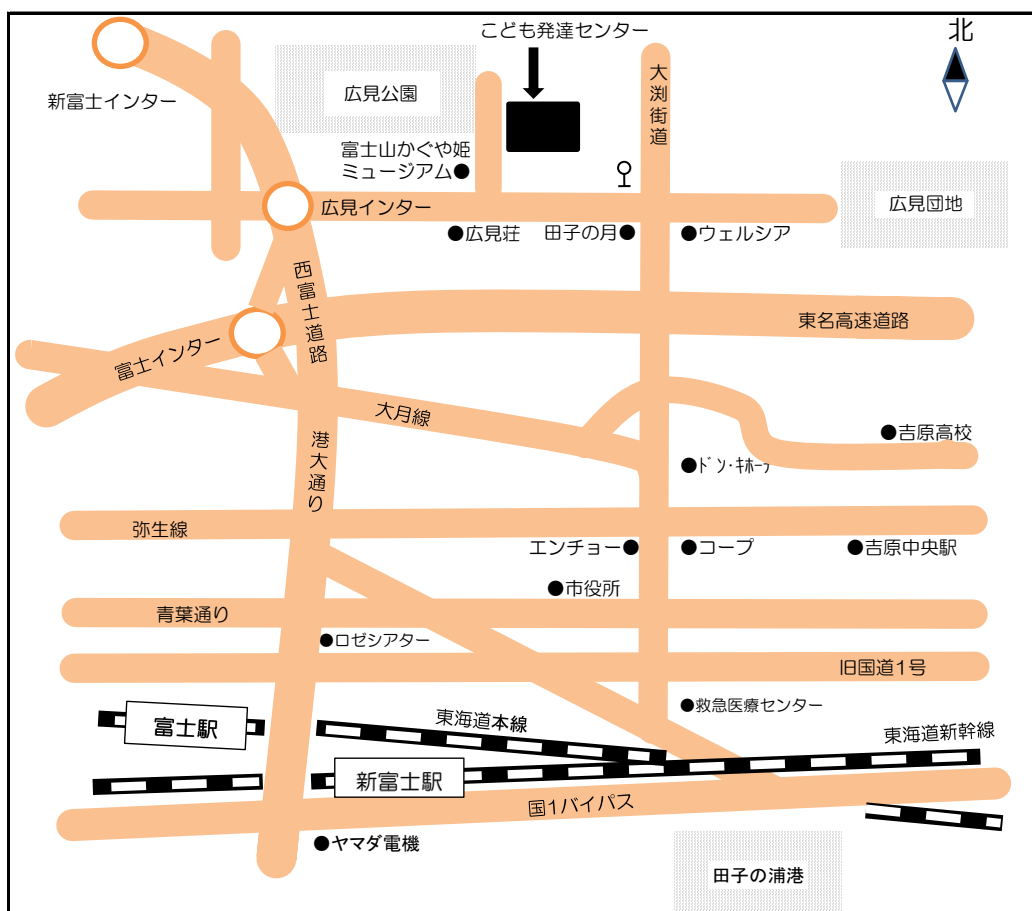 こども発達センター
北
新富士インター
広見公園
大渕街道
富士山かぐや姫
ミュージアム●
広見インター
広見団地
●広見荘
田子の月●
●ウェルシア
西富士道路
東名高速道路
富士インター
大月線
●吉原高校
港大通り
●ドン・キホーテ
弥生線
エンチョー●
●コープ
●吉原中央駅
●市役所
青葉通り
●ロゼシアター
旧国道1号
●救急医療センター
富士駅
東海道本線
東海道新幹線
新富士駅
国1バイパス
●ヤマダ電機
田子の浦港